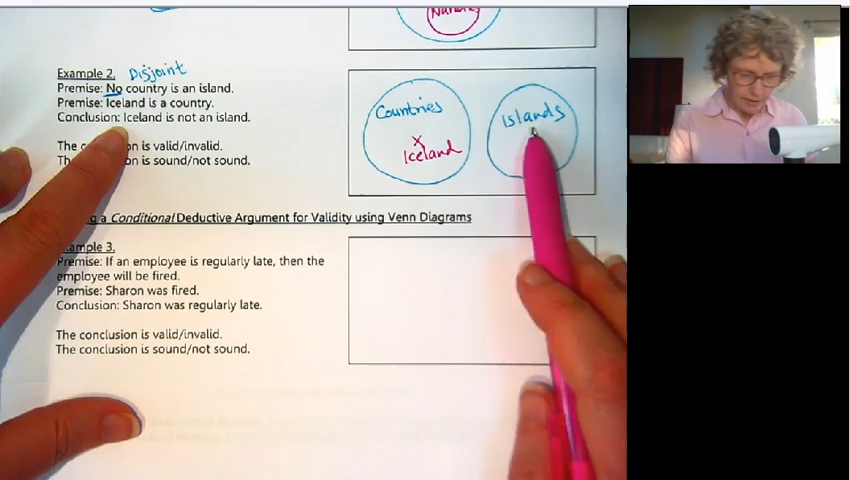 Example 2. Disjoint
Premise: No country is an island.
Premise: Iceland is a country.
Conclusion: Iceland is not an island.
The conclusion is valid/invalid.
on is sound/not sound.
Countries
Islands
x
Iceland
g a Conditional Deductive Argument for Validity using Venn Diagrams
Example 3.
Premise: If an employee is regularly late, then the
employee will be fired.
Premise: Sharon was fired.
Conclusion: Sharon was regularly late.
The conclusion is valid/invalid.
The conclusion is sound/not sound.